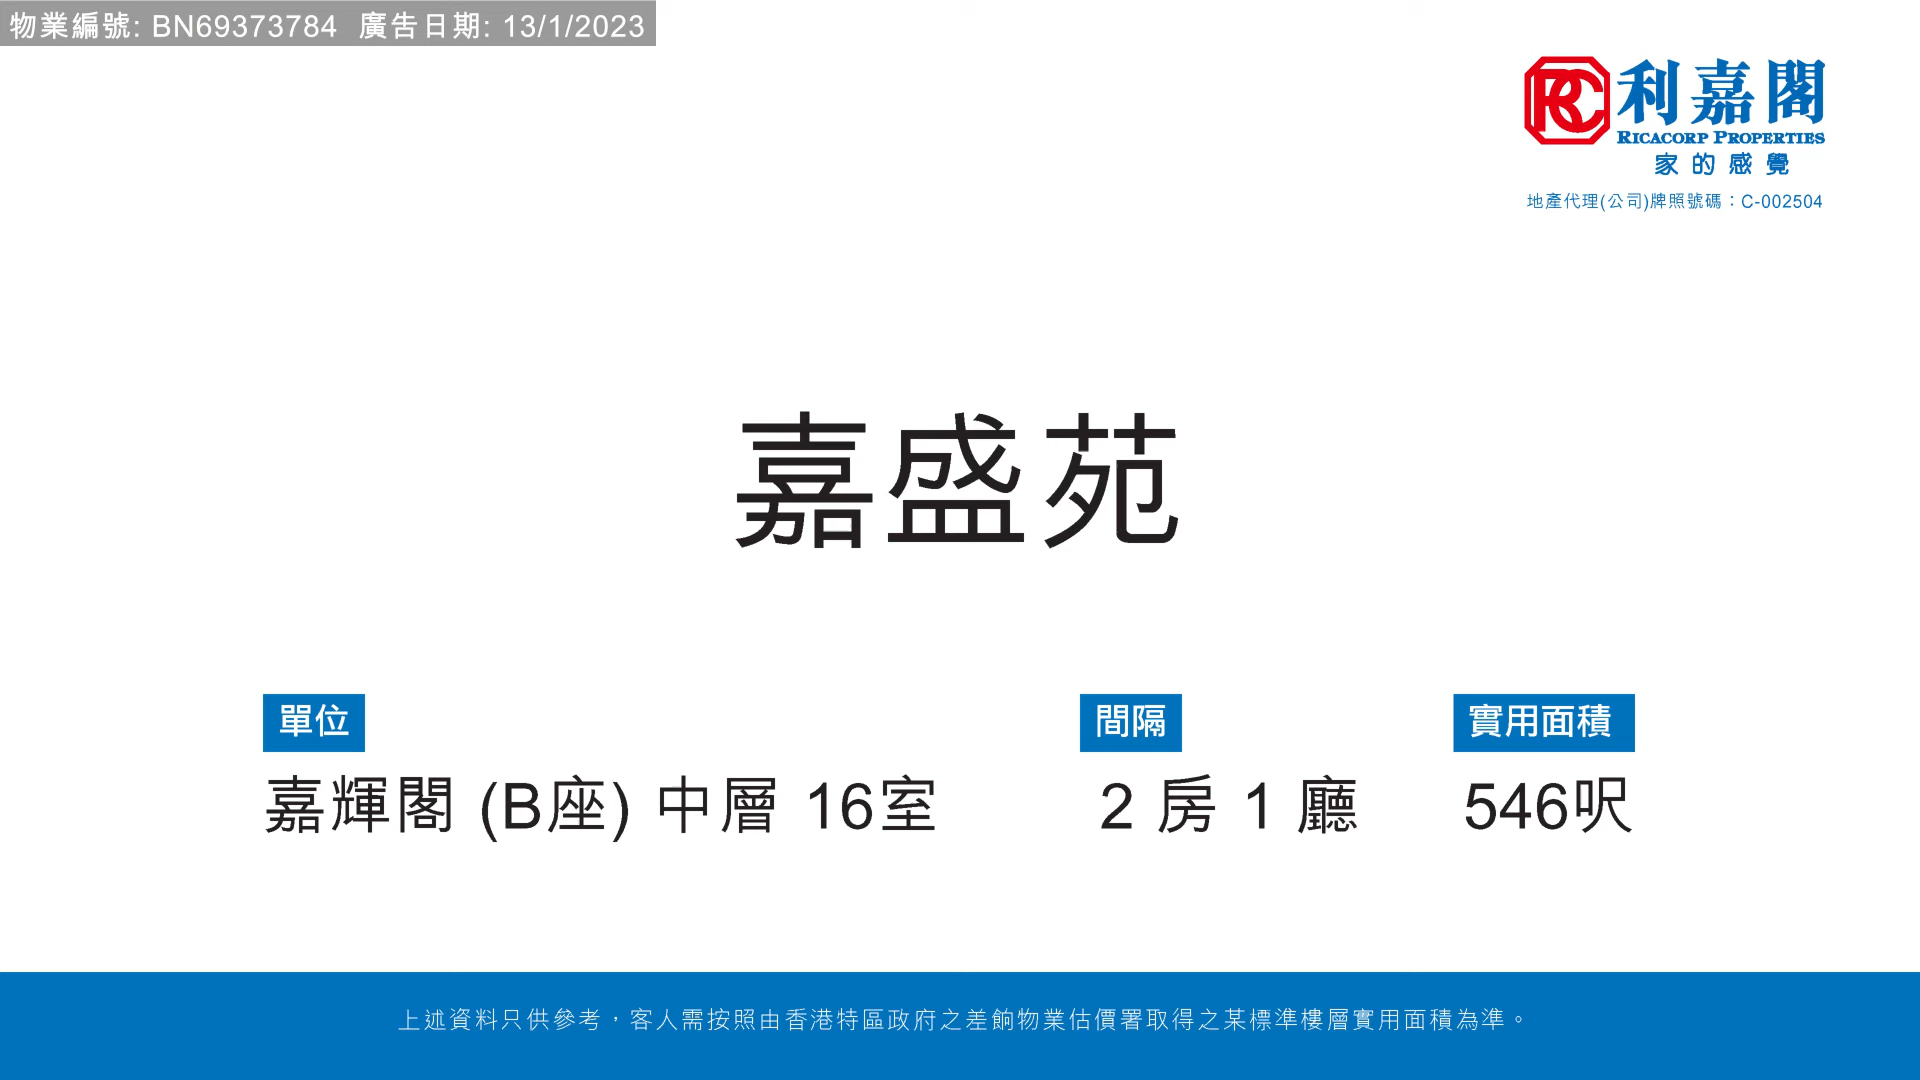 物業編號: BN69373784 廣告日期: 13/1/2023
RC 利嘉閣
RICACORP PROPERTIES
家的感覺
地產代理(公司)牌照號碼：C-002504
嘉盛苑
單位 間隔 實用面積
嘉輝閣 (B座) 中層 16室 2 房 1 廳 546呎
上述資料只供參考，客人需按照由香港特區政府之差餉物業估價署取得之某標準樓層實用面積為準。